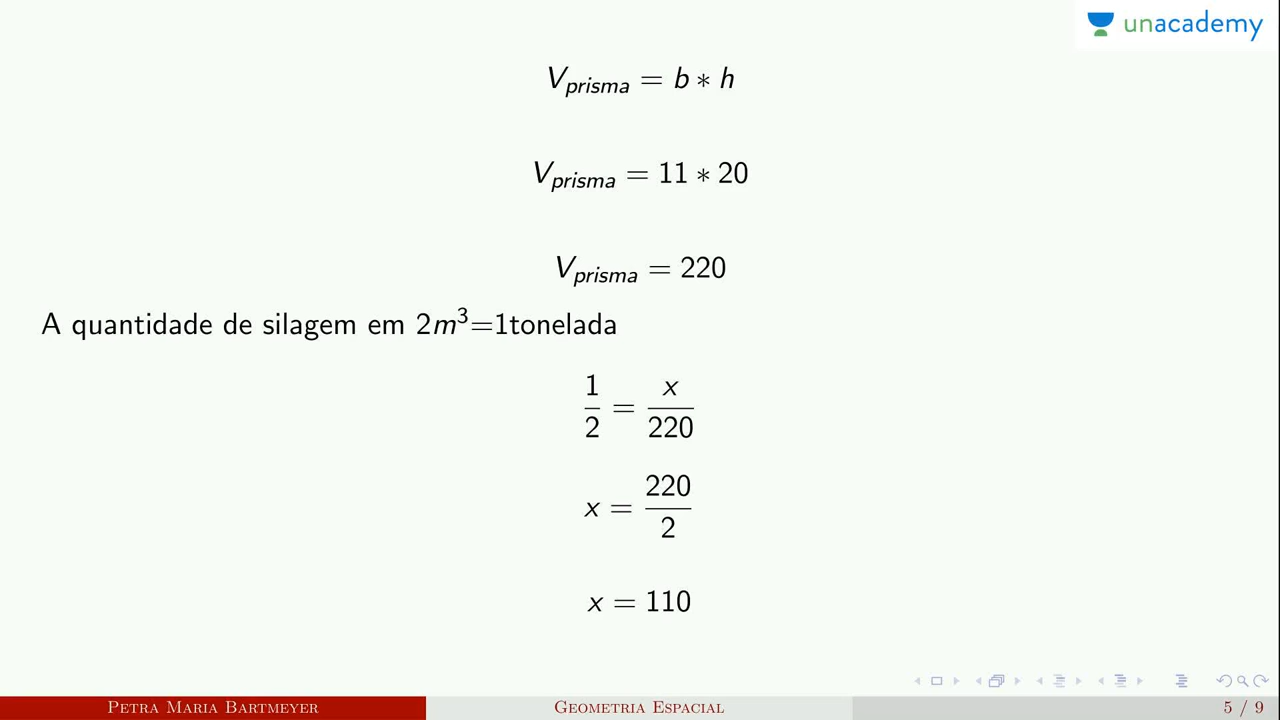 unacademy
V_prisma = b * h
V_prisma = 11 * 20
V_prisma = 220
A quantidade de silagem em 2m³=1tonelada
1/2 = x/220
x = 220/2
x = 110
Petra Maria Bartmeyer
Geometria Espacial
5 / 9